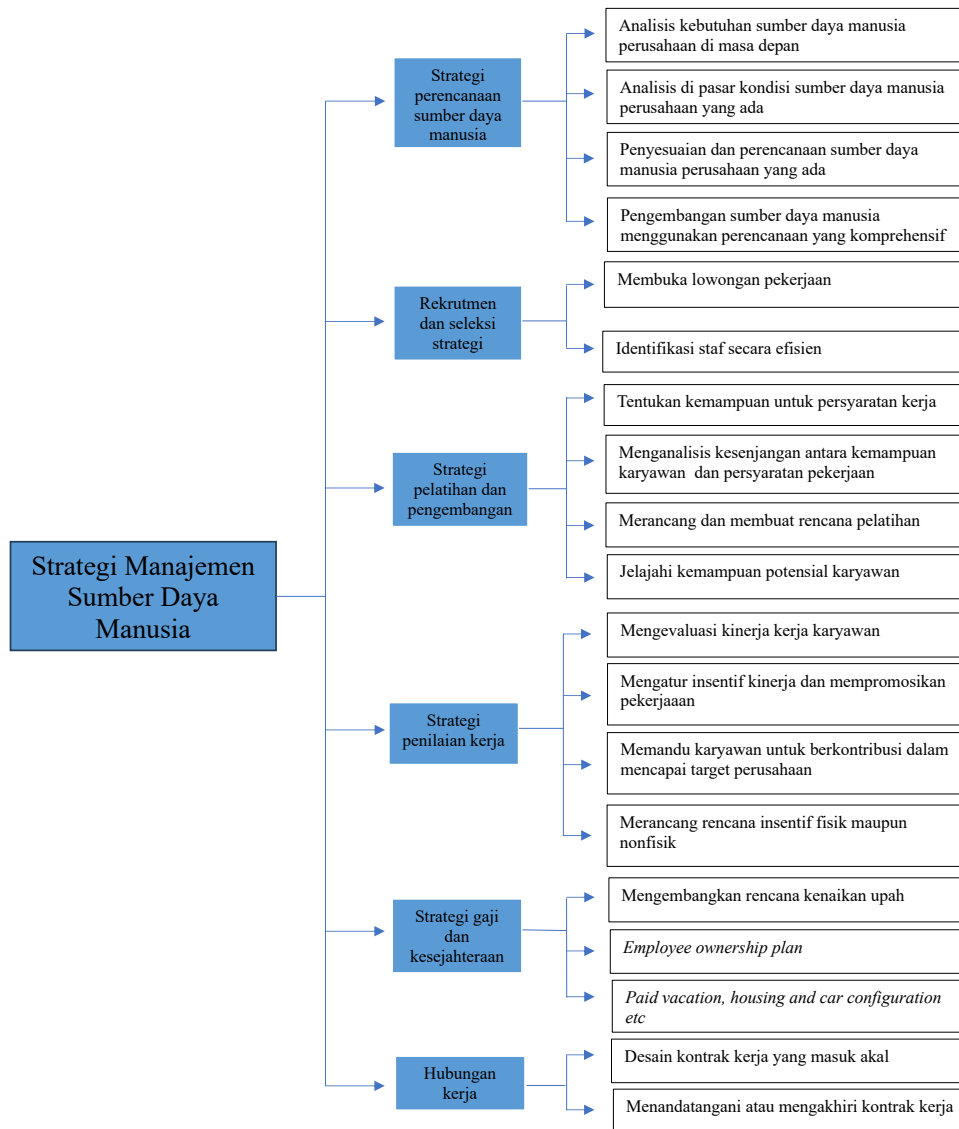 Strategi Manajemen
Sumber Daya
Manusia
Strategi
perencanaan
sumber daya
manusia
Analisis kebutuhan sumber daya manusia
perusahaan di masa depan
Analisis di pasar kondisi sumber daya manusia
perusahaan yang ada
Penyesuaian dan perencanaan sumber daya
manusia perusahaan yang ada
Pengembangan sumber daya manusia
menggunakan perencanaan yang komprehensif
Rekrutmen
dan seleksi
strategi
Membuka lowongan pekerjaan
Identifikasi staf secara efisien
Strategi
pelatihan dan
pengembangan
Tentukan kemampuan untuk persyaratan kerja
Menganalisis kesenjangan antara kemampuan
karyawan  dan persyaratan pekerjaan
Merancang dan membuat rencana pelatihan
Jelajahi kemampuan potensial karyawan
Strategi
penilaian kerja
Mengevaluasi kinerja kerja karyawan
Mengatur insentif kinerja dan mempromosikan
pekerjaaan
Memandu karyawan untuk berkontribusi dalam
mencapai target perusahaan
Merancang rencana insentif fisik maupun
nonfisik
Strategi gaji
dan
kesejahteraan
Mengembangkan rencana kenaikan upah
Employee ownership plan
Paid vacation, housing and car configuration
etc
Hubungan
kerja
Desain kontrak kerja yang masuk akal
Menandatangani atau mengakhiri kontrak kerja